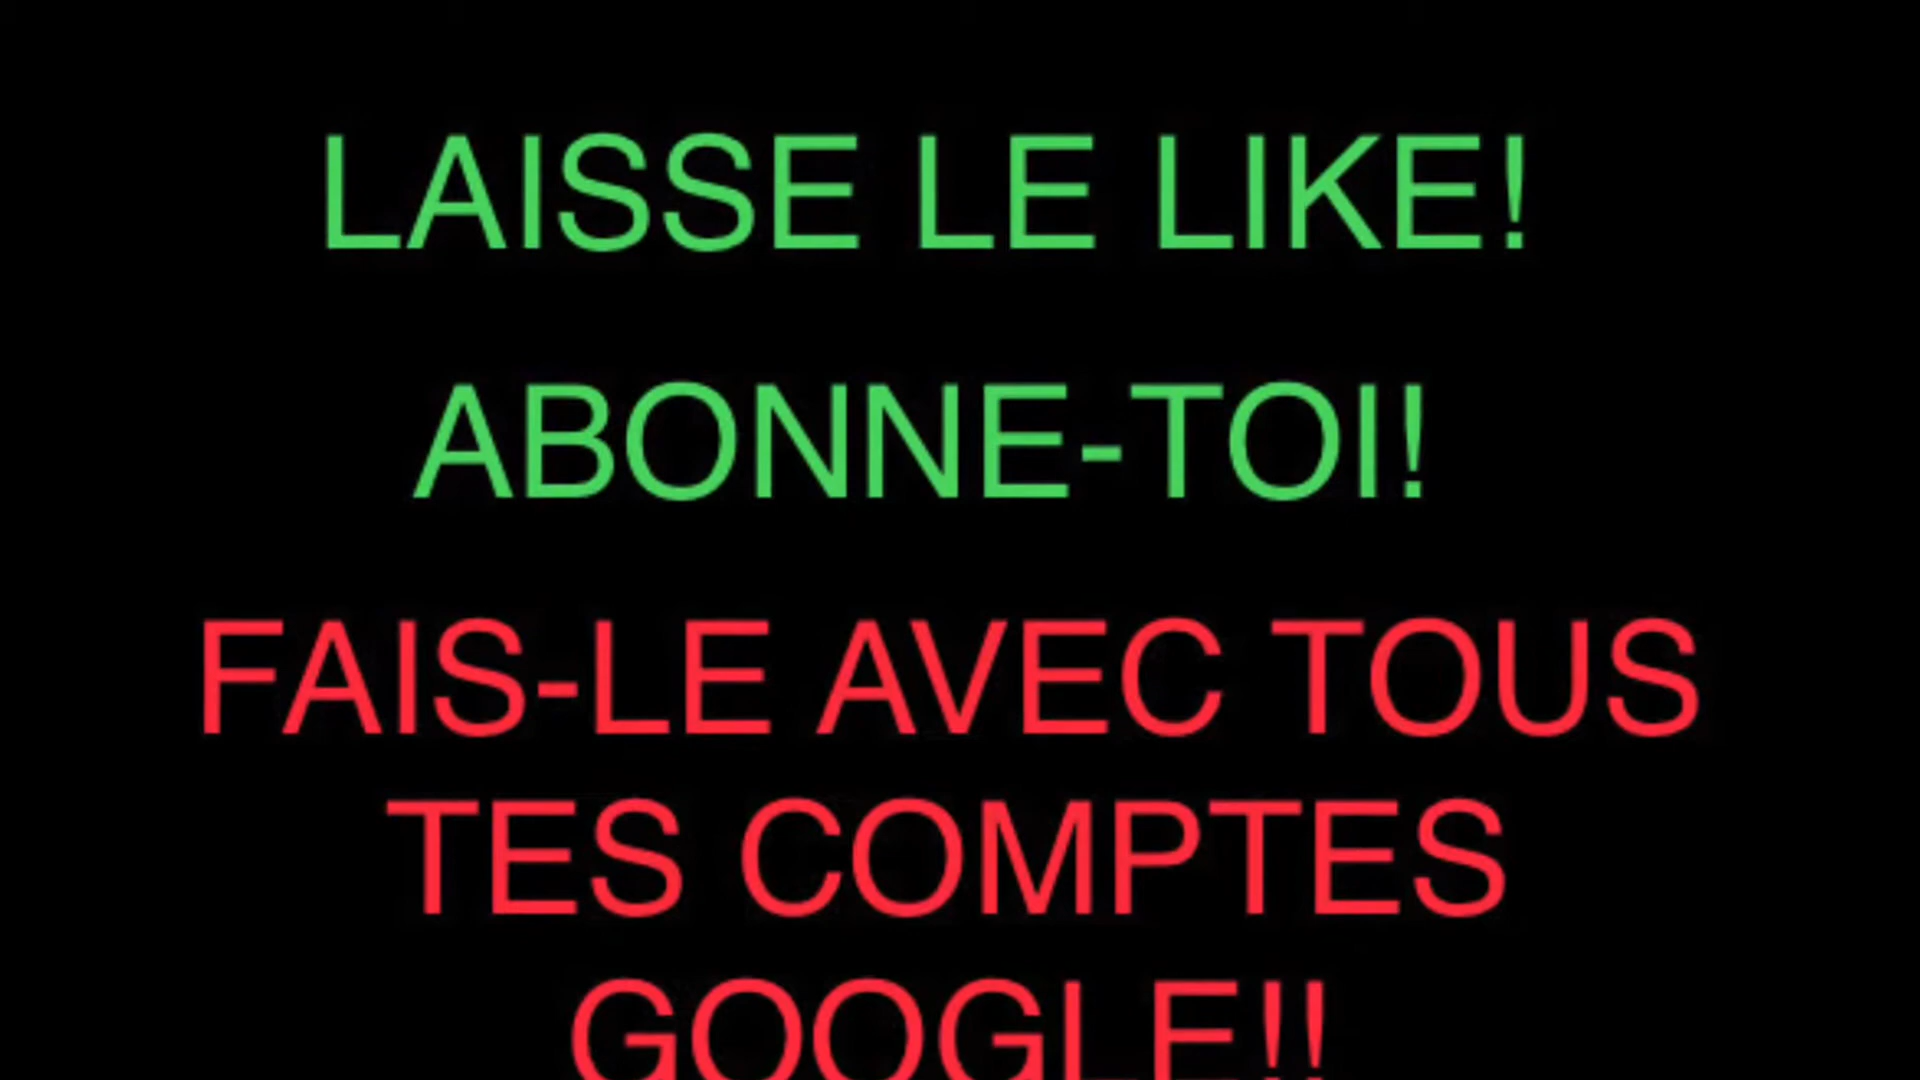 LAISSE LE LIKE!
ABONNE-TOI!
FAIS-LE AVEC TOUS
TES COMPTES
GOOGLE!!